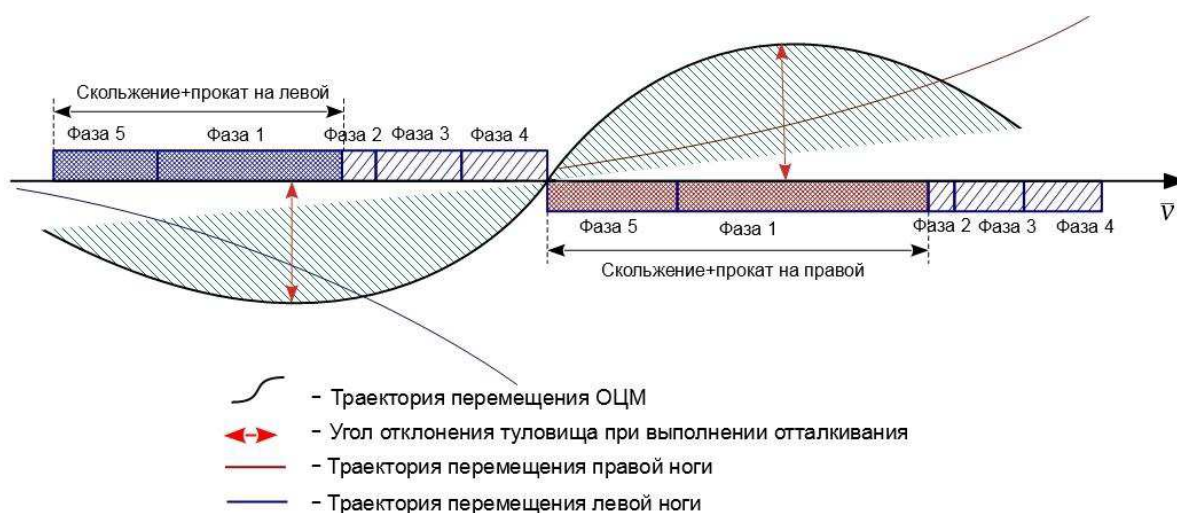 Скольжение+прокат на левой
Фаза 5 Фаза 1 Фаза 2 Фаза 3 Фаза 4
v̅
Фаза 5 Фаза 1 Фаза 2 Фаза 3 Фаза 4
Скольжение+прокат на правой
- Траектория перемещения ОЦМ
- Угол отклонения туловища при выполнении отталкивания
- Траектория перемещения правой ноги
- Траектория перемещения левой ноги